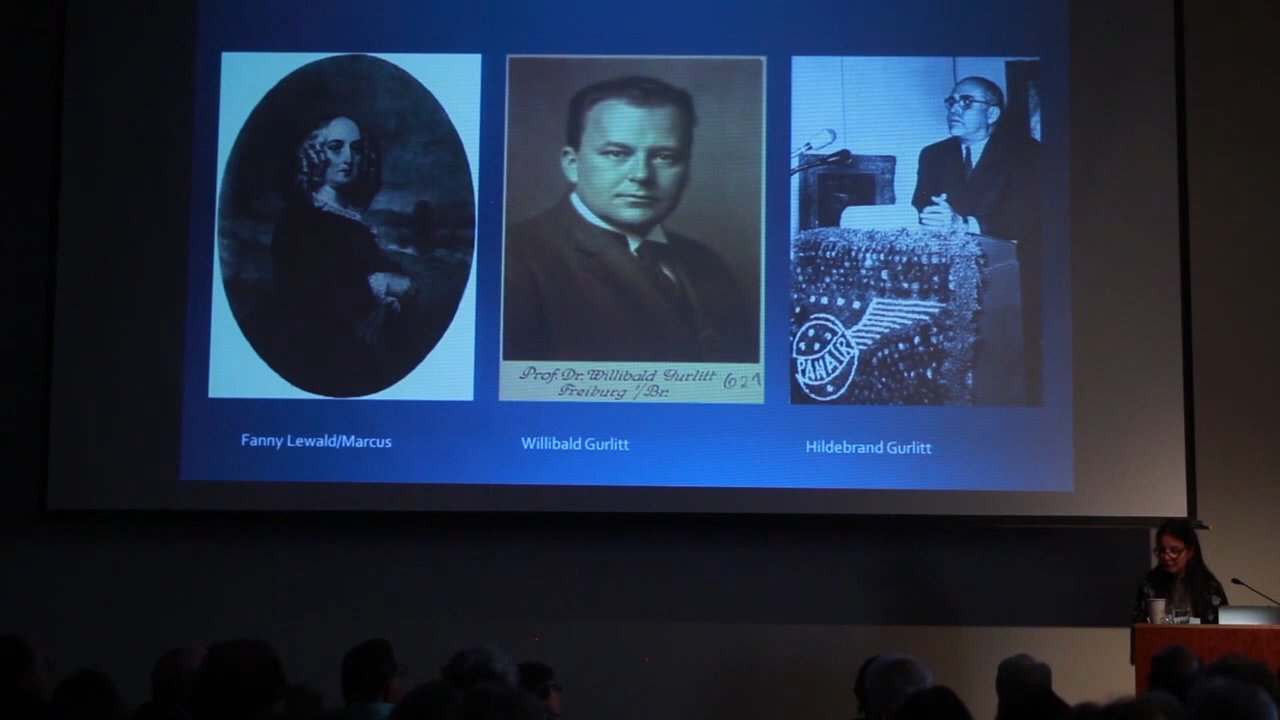 PANAIR
Prof. Dr. Willibald Gurlitt
Freiburg i/Br.
Fanny Lewald/Marcus
Willibald Gurlitt
Hildebrand Gurlitt